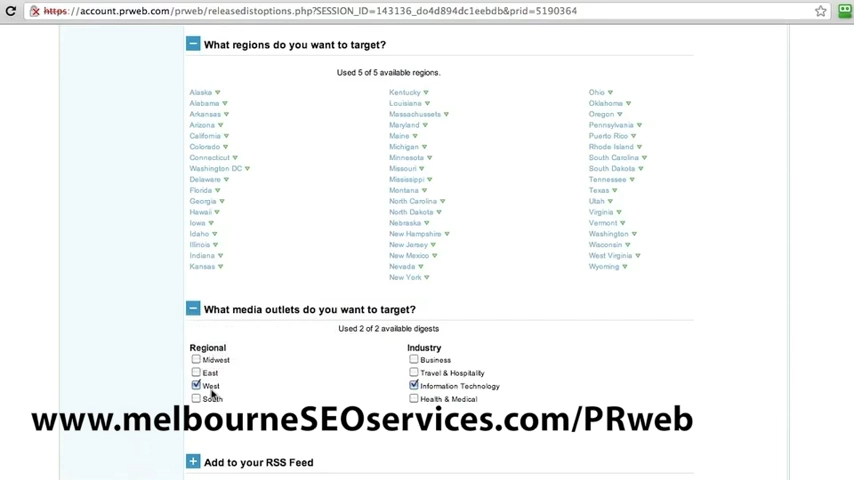 https://account.prweb.com/prweb/releasedistoptions.php?SESSION_ID=143136_do4d894dc1eebdb&prid=5190364
What regions do you want to target?
Used 5 of 5 available regions.
Alaska Kentucky Ohio
Alabama Louisiana Oklahoma
Arkansas Massachussets Oregon
Arizona Maryland Pennsylvania
California Maine Puerto Rico
Colorado Michigan Rhode Island
Connecticut Minnesota South Carolina
Washington DC Missouri South Dakota
Delaware Mississippi Tennessee
Florida Montana Texas
Georgia North Carolina Utah
Hawaii North Dakota Virginia
Iowa Nebraska Vermont
Idaho New Hampshire Washington
Illinois New Jersey Wisconsin
Indiana New Mexico West Virginia
Kansas Nevada Wyoming
New York
What media outlets do you want to target?
Used 2 of 2 available digests
Regional Industry
Midwest Business
East Travel & Hospitality
West Information Technology
South Health & Medical
www.melbourneSEOservices.com/PRweb
Add to your RSS Feed